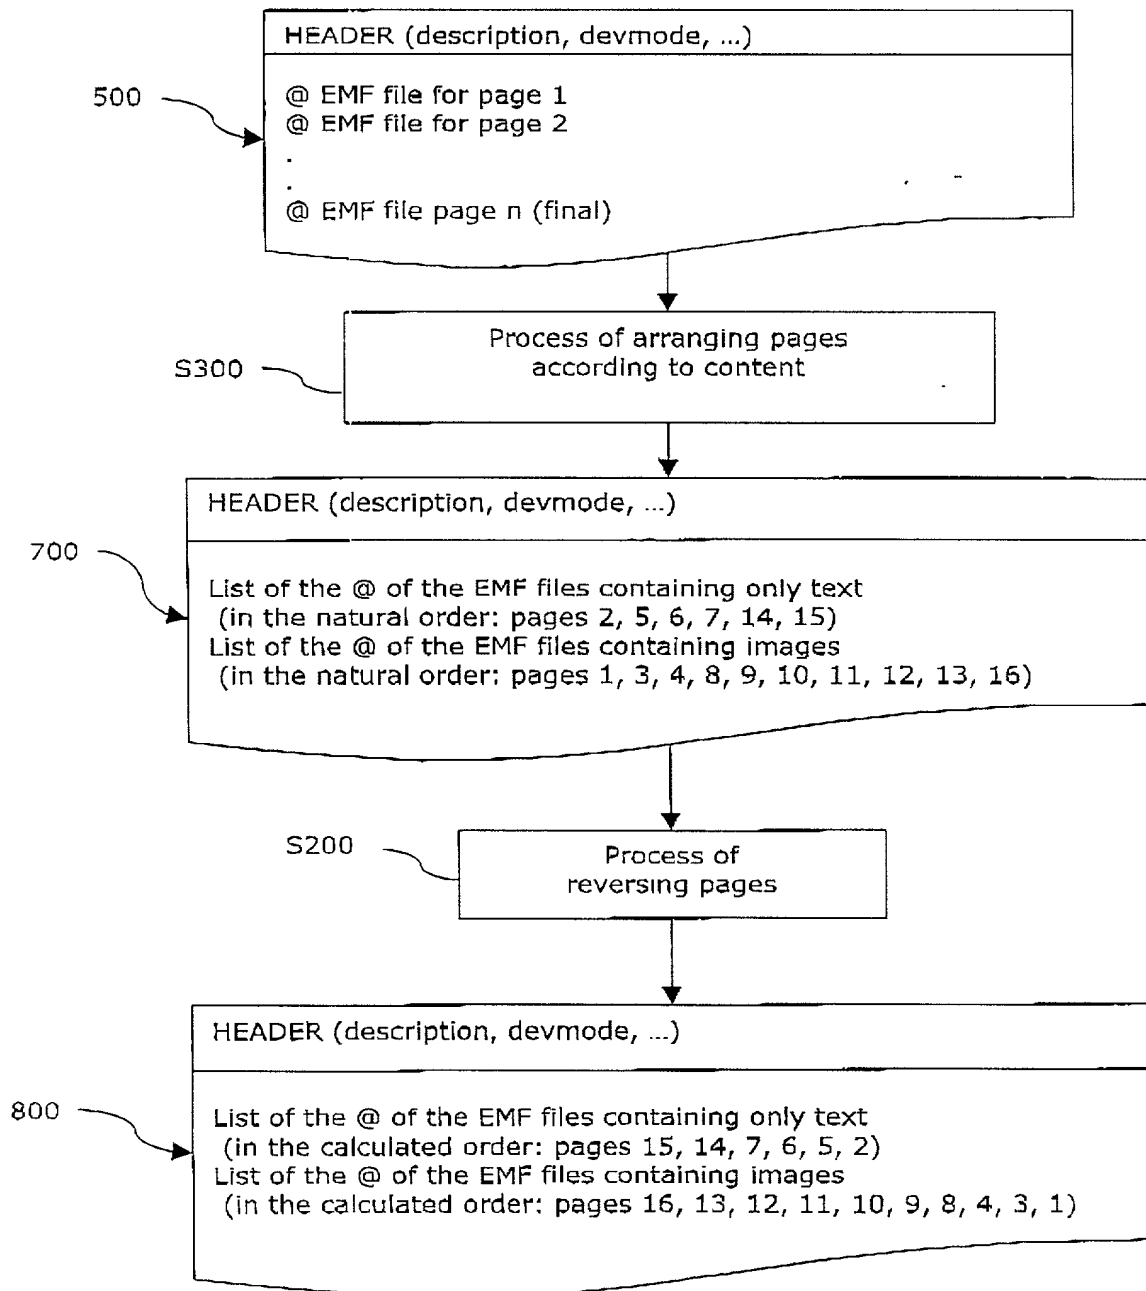 HEADER (description, devmode, ...)
500
@ EMF file for page 1
@ EMF file for page 2
.
.
@ EMF file page n (final)
S300
Process of arranging pages
according to content
HEADER (description, devmode, ...)
700
List of the @ of the EMF files containing only text
(in the natural order: pages 2, 5, 6, 7, 14, 15)
List of the @ of the EMF files containing images
(in the natural order: pages 1, 3, 4, 8, 9, 10, 11, 12, 13, 16)
S200
Process of
reversing pages
HEADER (description, devmode, ...)
800
List of the @ of the EMF files containing only text
(in the calculated order: pages 15, 14, 7, 6, 5, 2)
List of the @ of the EMF files containing images
(in the calculated order: pages 16, 13, 12, 11, 10, 9, 8, 4, 3, 1)